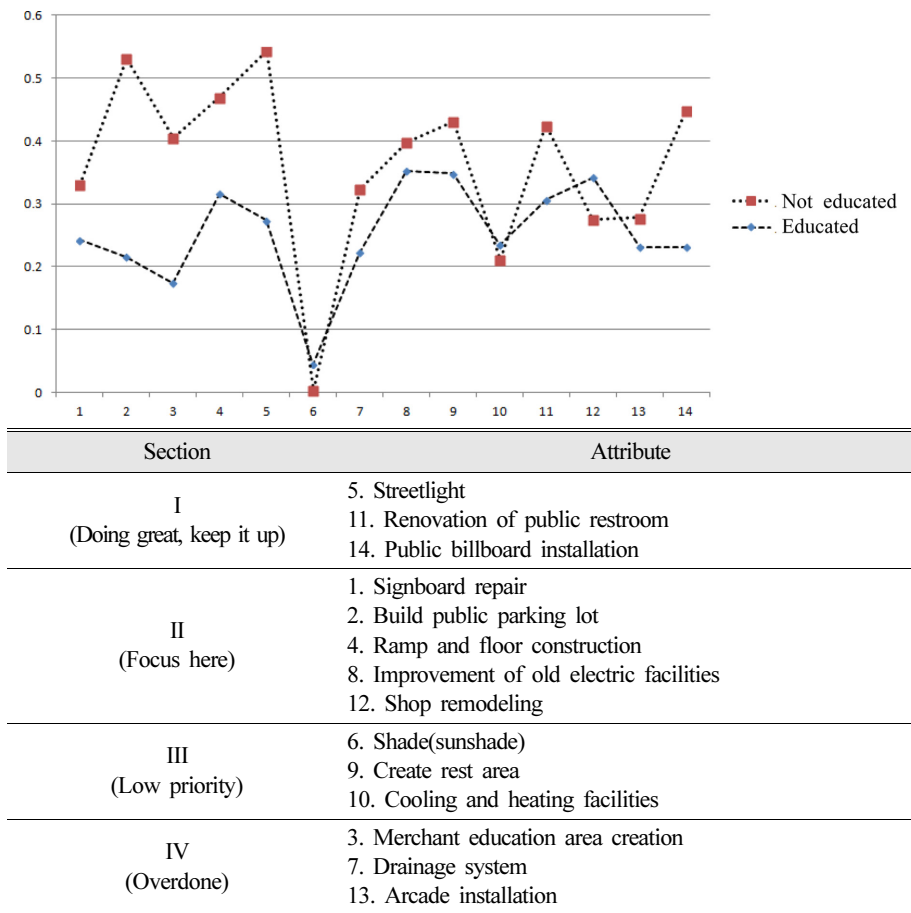 0.6
0.5
0.4
0.3
0.2
0.1
0
1 2 3 4 5 6 7 8 9 10 11 12 13 14
Not educated
Educated
Section Attribute
I
(Doing great, keep it up)
5. Streetlight
11. Renovation of public restroom
14. Public billboard installation
II
(Focus here)
1. Signboard repair
2. Build public parking lot
4. Ramp and floor construction
8. Improvement of old electric facilities
12. Shop remodeling
III
(Low priority)
6. Shade(sunshade)
9. Create rest area
10. Cooling and heating facilities
IV
(Overdone)
3. Merchant education area creation
7. Drainage system
13. Arcade installation